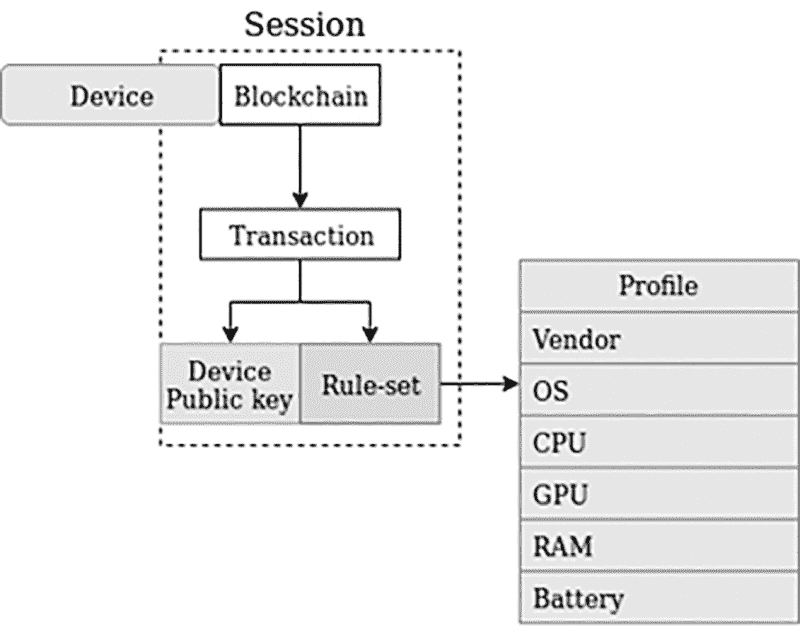 Session
Device
Blockchain
Transaction
Device
Public key
Rule-set
Profile
Vendor
OS
CPU
GPU
RAM
Battery